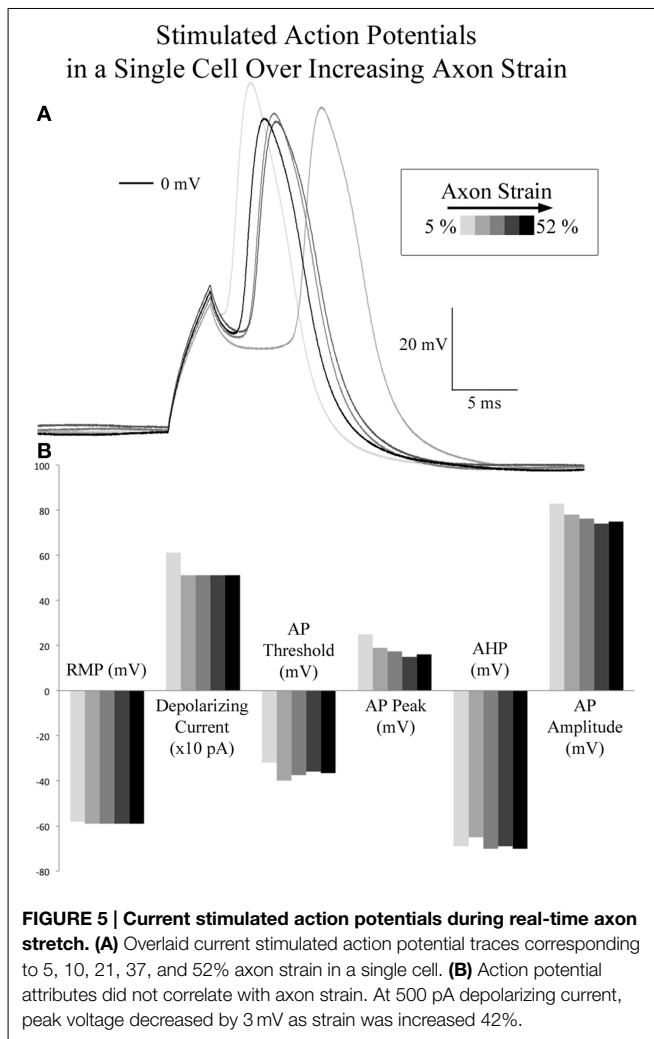 Stimulated Action Potentials
in a Single Cell Over Increasing Axon Strain
A
0 mV
Axon Strain
5 % 52 %
20 mV
5 ms
B
100
80
60
40
20
0
-20
-40
-60
-80
RMP (mV)
Depolarizing
Current
(x10 pA)
AP
Threshold
(mV)
AP Peak
(mV)
AHP
(mV)
AP
Amplitude
(mV)
FIGURE 5 | Current stimulated action potentials during real-time axon
stretch. (A) Overlaid current stimulated action potential traces corresponding
to 5, 10, 21, 37, and 52% axon strain in a single cell. (B) Action potential
attributes did not correlate with axon strain. At 500 pA depolarizing current,
peak voltage decreased by 3 mV as strain was increased 42%.